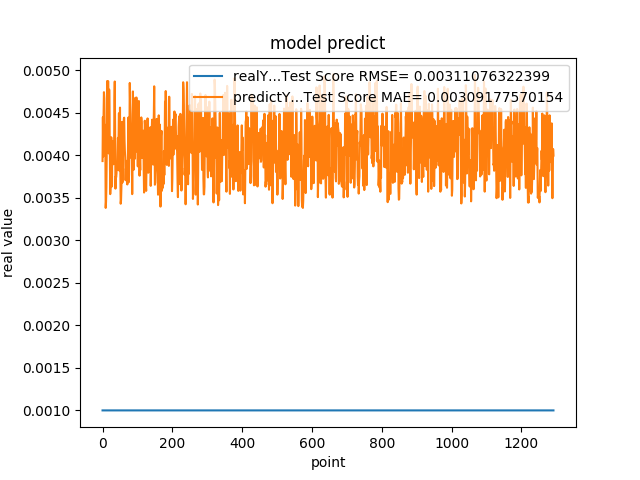 model predict
realY...Test Score RMSE= 0.00311076322399
predictY...Test Score MAE= 0.00309177570154
0.0050
0.0045
0.0040
0.0035
0.0030
0.0025
0.0020
0.0015
0.0010
real value
0 200 400 600 800 1000 1200
point